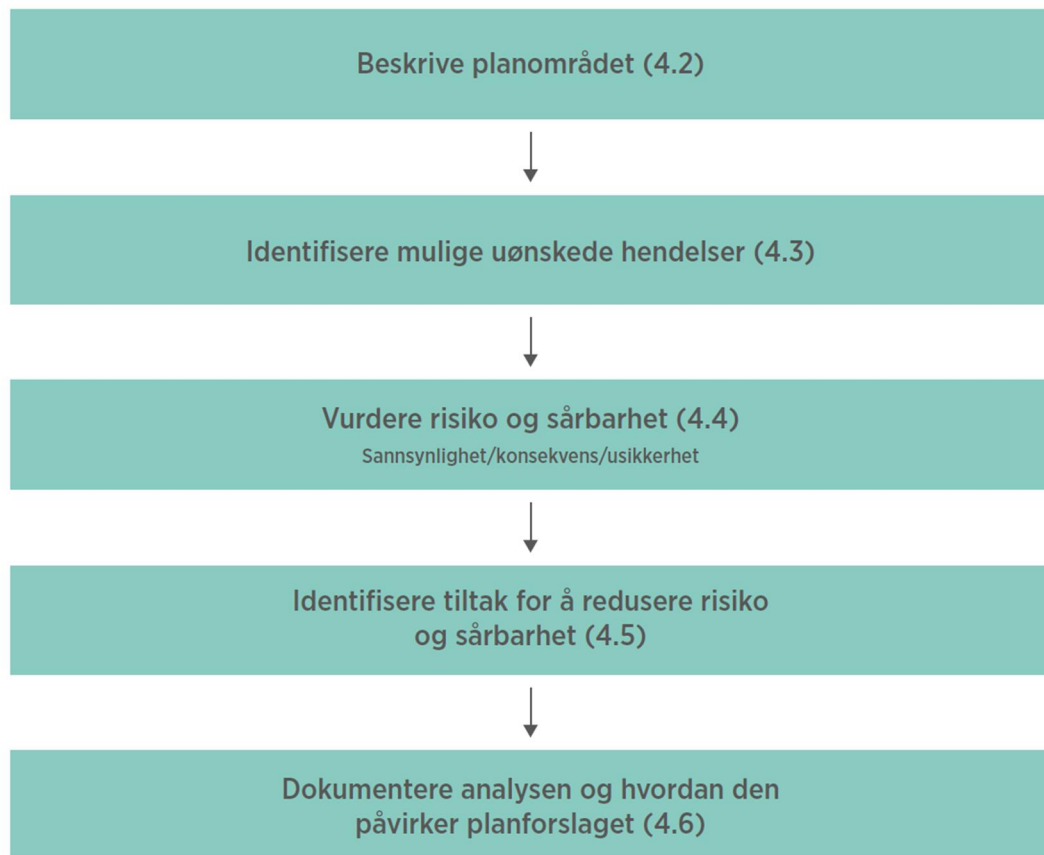 Beskrive planområdet (4.2)
Identifisere mulige uønskede hendelser (4.3)
Vurdere risiko og sårbarhet (4.4)
Sannsynlighet/konsekvens/usikkerhet
Identifisere tiltak for å redusere risiko
og sårbarhet (4.5)
Dokumentere analysen og hvordan den
påvirker planforslaget (4.6)